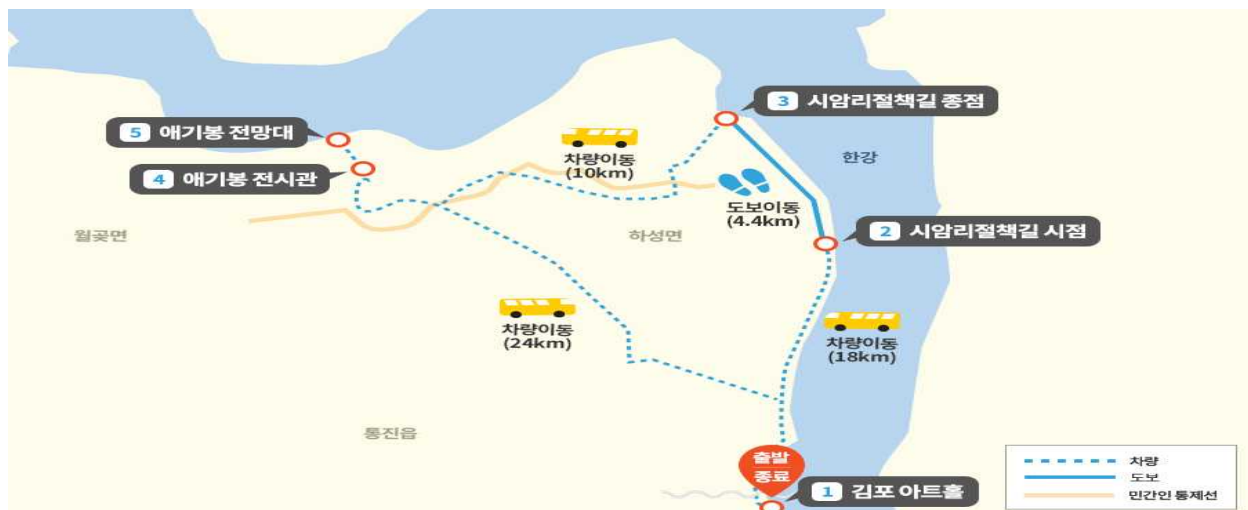 3 시암리절책길 종점
5 애기봉 전망대
차량이동
(10km)
한강
4 애기봉 전시관
도보이동
(4.4km)
월곶면
하성면
2 시암리절책길 시점
차량이동
(24km)
차량이동
(18km)
통진읍
출발
종료
1 김포 아트홀
차량
도보
민간인 통제선